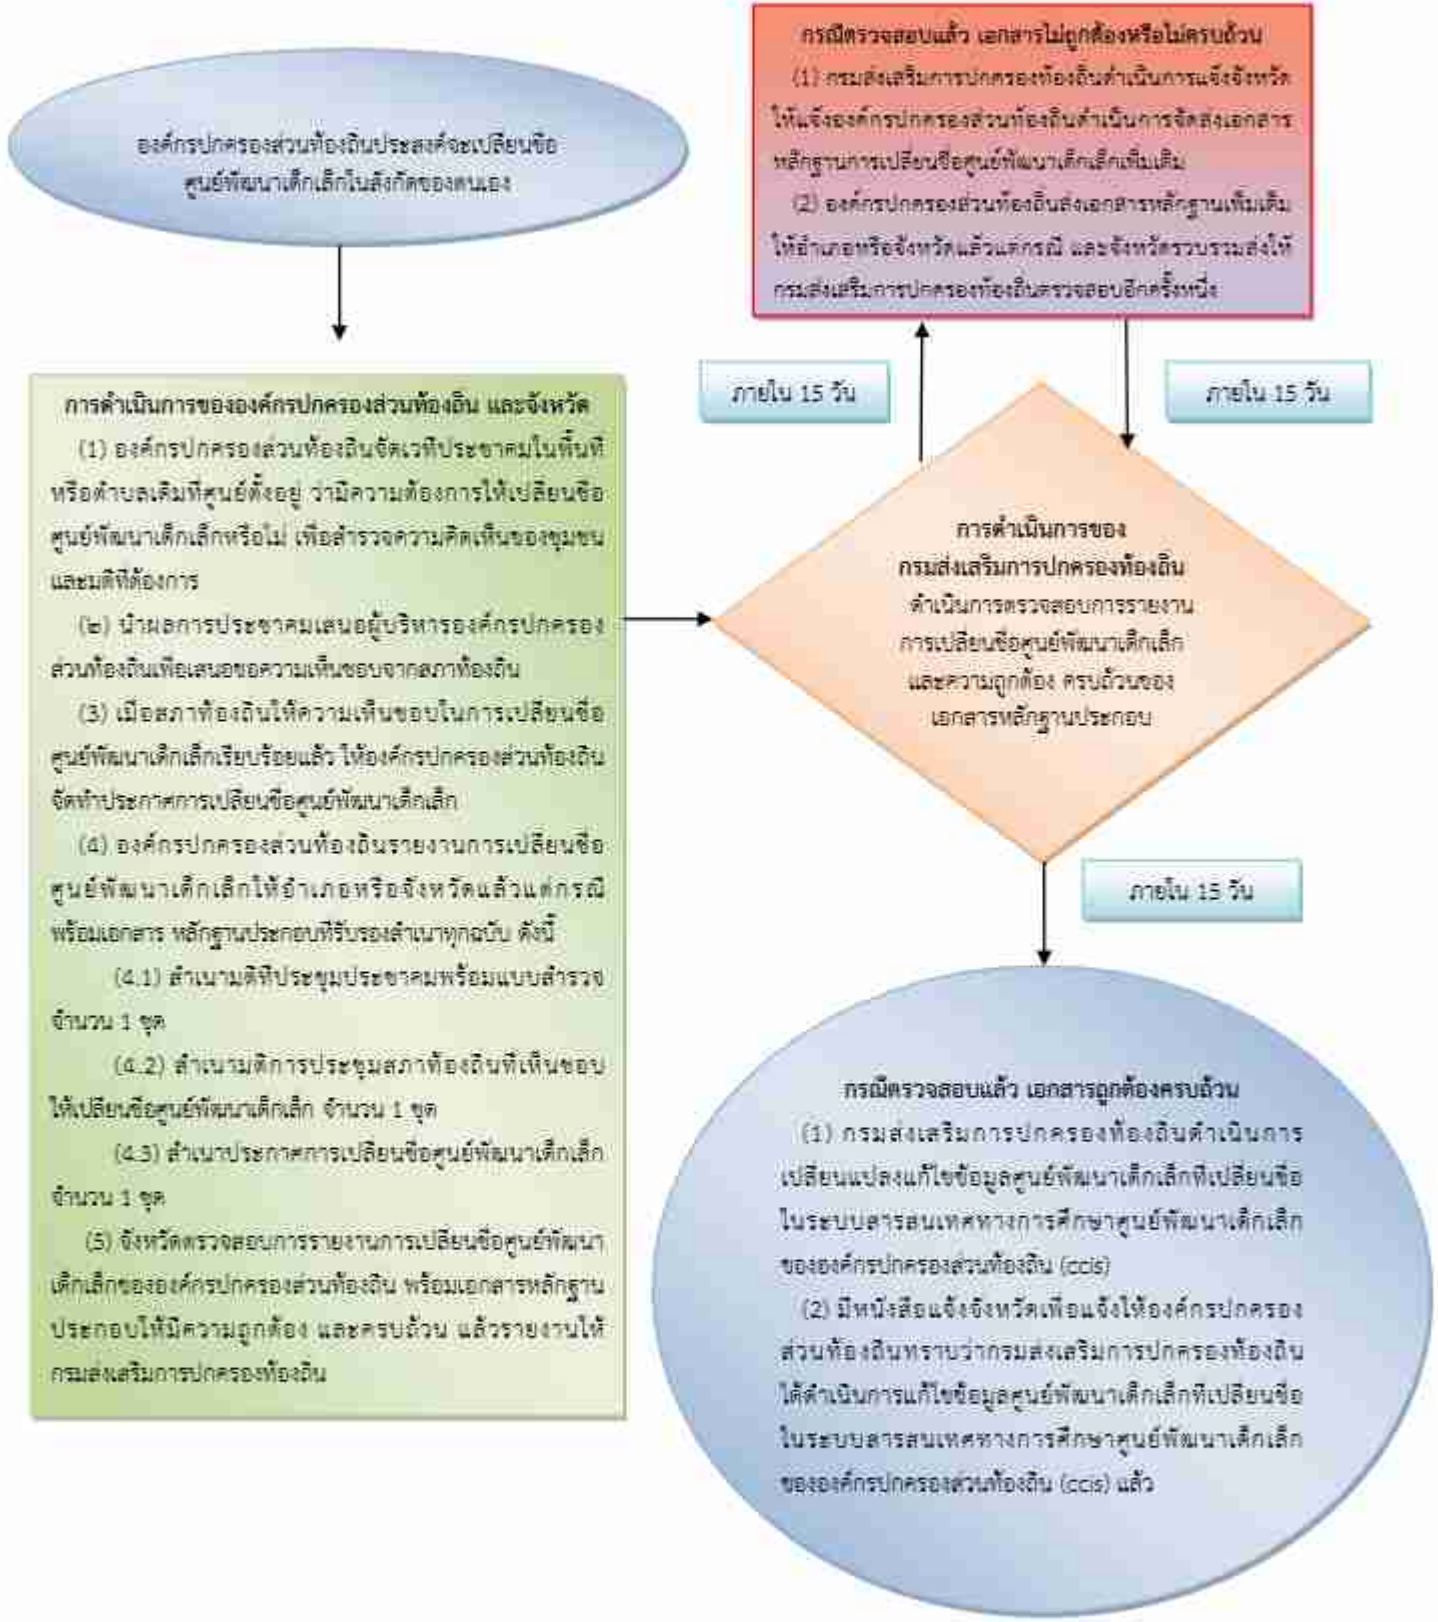 องค์กรปกครองส่วนท้องถิ่นประสงค์จะเปลี่ยนชื่อ
ศูนย์พัฒนาเด็กเล็กในสังกัดของตนเอง
การดำเนินการขององค์กรปกครองส่วนท้องถิ่น และจังหวัด
(1) องค์กรปกครองส่วนท้องถิ่นจัดเวทีประชาคมในพื้นที่
หรือตำบลเดิมที่ศูนย์ตั้งอยู่ ว่ามีความต้องการให้เปลี่ยนชื่อ
ศูนย์พัฒนาเด็กเล็กหรือไม่ เพื่อสำรวจความคิดเห็นของชุมชน
และมติที่ต้องการ
(๒) นำผลการประชาคมเสนอผู้บริหารองค์กรปกครอง
ส่วนท้องถิ่นเพื่อเสนอขอความเห็นชอบจากสภาท้องถิ่น
(3) เมื่อสภาท้องถิ่นให้ความเห็นชอบในการเปลี่ยนชื่อ
ศูนย์พัฒนาเด็กเล็กเรียบร้อยแล้ว ให้องค์กรปกครองส่วนท้องถิ่น
จัดทำประกาศการเปลี่ยนชื่อศูนย์พัฒนาเด็กเล็ก
(4) องค์กรปกครองส่วนท้องถิ่นรายงานการเปลี่ยนชื่อ
ศูนย์พัฒนาเด็กเล็กให้อำเภอหรือจังหวัดแล้วแต่กรณี
พร้อมเอกสาร หลักฐานประกอบที่รับรองสำเนาทุกฉบับ ดังนี้
(4.1) สำเนามติที่ประชุมประชาคมพร้อมแบบสำรวจ
จำนวน 1 ชุด
(4.2) สำเนามติการประชุมสภาท้องถิ่นที่เห็นชอบ
ให้เปลี่ยนชื่อศูนย์พัฒนาเด็กเล็ก จำนวน 1 ชุด
(4.3) สำเนาประกาศการเปลี่ยนชื่อศูนย์พัฒนาเด็กเล็ก
จำนวน 1 ชุด
(5) จังหวัดตรวจสอบการรายงานการเปลี่ยนชื่อศูนย์พัฒนา
เด็กเล็กขององค์กรปกครองส่วนท้องถิ่น พร้อมเอกสารหลักฐาน
ประกอบให้มีความถูกต้อง และครบถ้วน แล้วรายงานให้
กรมส่งเสริมการปกครองท้องถิ่น
กรณีตรวจสอบแล้ว เอกสารไม่ถูกต้องหรือไม่ครบถ้วน
(1) กรมส่งเสริมการปกครองท้องถิ่นดำเนินการแจ้งจังหวัด
ให้แจ้งองค์กรปกครองส่วนท้องถิ่นดำเนินการจัดส่งเอกสาร
หลักฐานการเปลี่ยนชื่อศูนย์พัฒนาเด็กเล็กเพิ่มเติม
(2) องค์กรปกครองส่วนท้องถิ่นส่งเอกสารหลักฐานเพิ่มเติม
ให้อำเภอหรือจังหวัดแล้วแต่กรณี และจังหวัดรวบรวมส่งให้
กรมส่งเสริมการปกครองท้องถิ่นตรวจสอบอีกครั้งหนึ่ง
ภายใน 15 วัน
ภายใน 15 วัน
การดำเนินการของ
กรมส่งเสริมการปกครองท้องถิ่น
ดำเนินการตรวจสอบการรายงาน
การเปลี่ยนชื่อศูนย์พัฒนาเด็กเล็ก
และความถูกต้อง ครบถ้วนของ
เอกสารหลักฐานประกอบ
ภายใน 15 วัน
กรณีตรวจสอบแล้ว เอกสารถูกต้องครบถ้วน
(1) กรมส่งเสริมการปกครองท้องถิ่นดำเนินการ
เปลี่ยนแปลงแก้ไขข้อมูลศูนย์พัฒนาเด็กเล็กที่เปลี่ยนชื่อ
ในระบบสารสนเทศทางการศึกษาศูนย์พัฒนาเด็กเล็ก
ขององค์กรปกครองส่วนท้องถิ่น (ccis)
(2) มีหนังสือแจ้งจังหวัดเพื่อแจ้งให้องค์กรปกครอง
ส่วนท้องถิ่นทราบว่ากรมส่งเสริมการปกครองท้องถิ่น
ได้ดำเนินการแก้ไขข้อมูลศูนย์พัฒนาเด็กเล็กที่เปลี่ยนชื่อ
ในระบบสารสนเทศทางการศึกษาศูนย์พัฒนาเด็กเล็ก
ขององค์กรปกครองส่วนท้องถิ่น (ccis) แล้ว